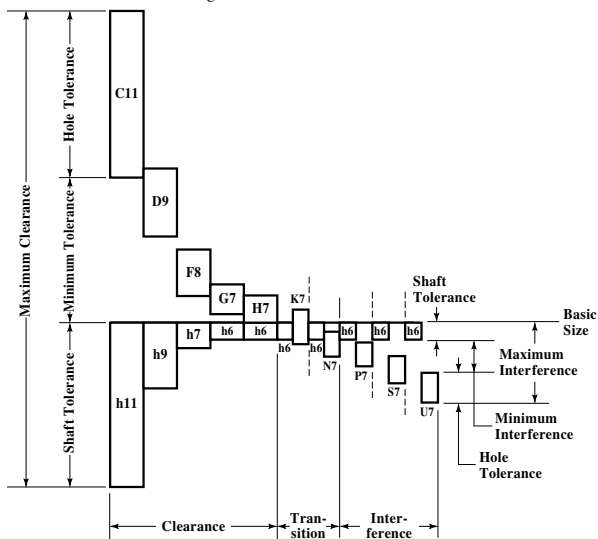 Maximum Clearance
Hole Tolerance
Minimum Tolerance
Shaft Tolerance
C11
D9
F8
G7
H7
K7
h11
h9
h7
h6
h6
h6
h6
h6
h6
h6
N7
P7
S7
U7
Shaft
Tolerance
Basic
Size
Maximum
Interference
Minimum
Interference
Hole
Tolerance
Clearance
Tran-
sition
Inter-
ference